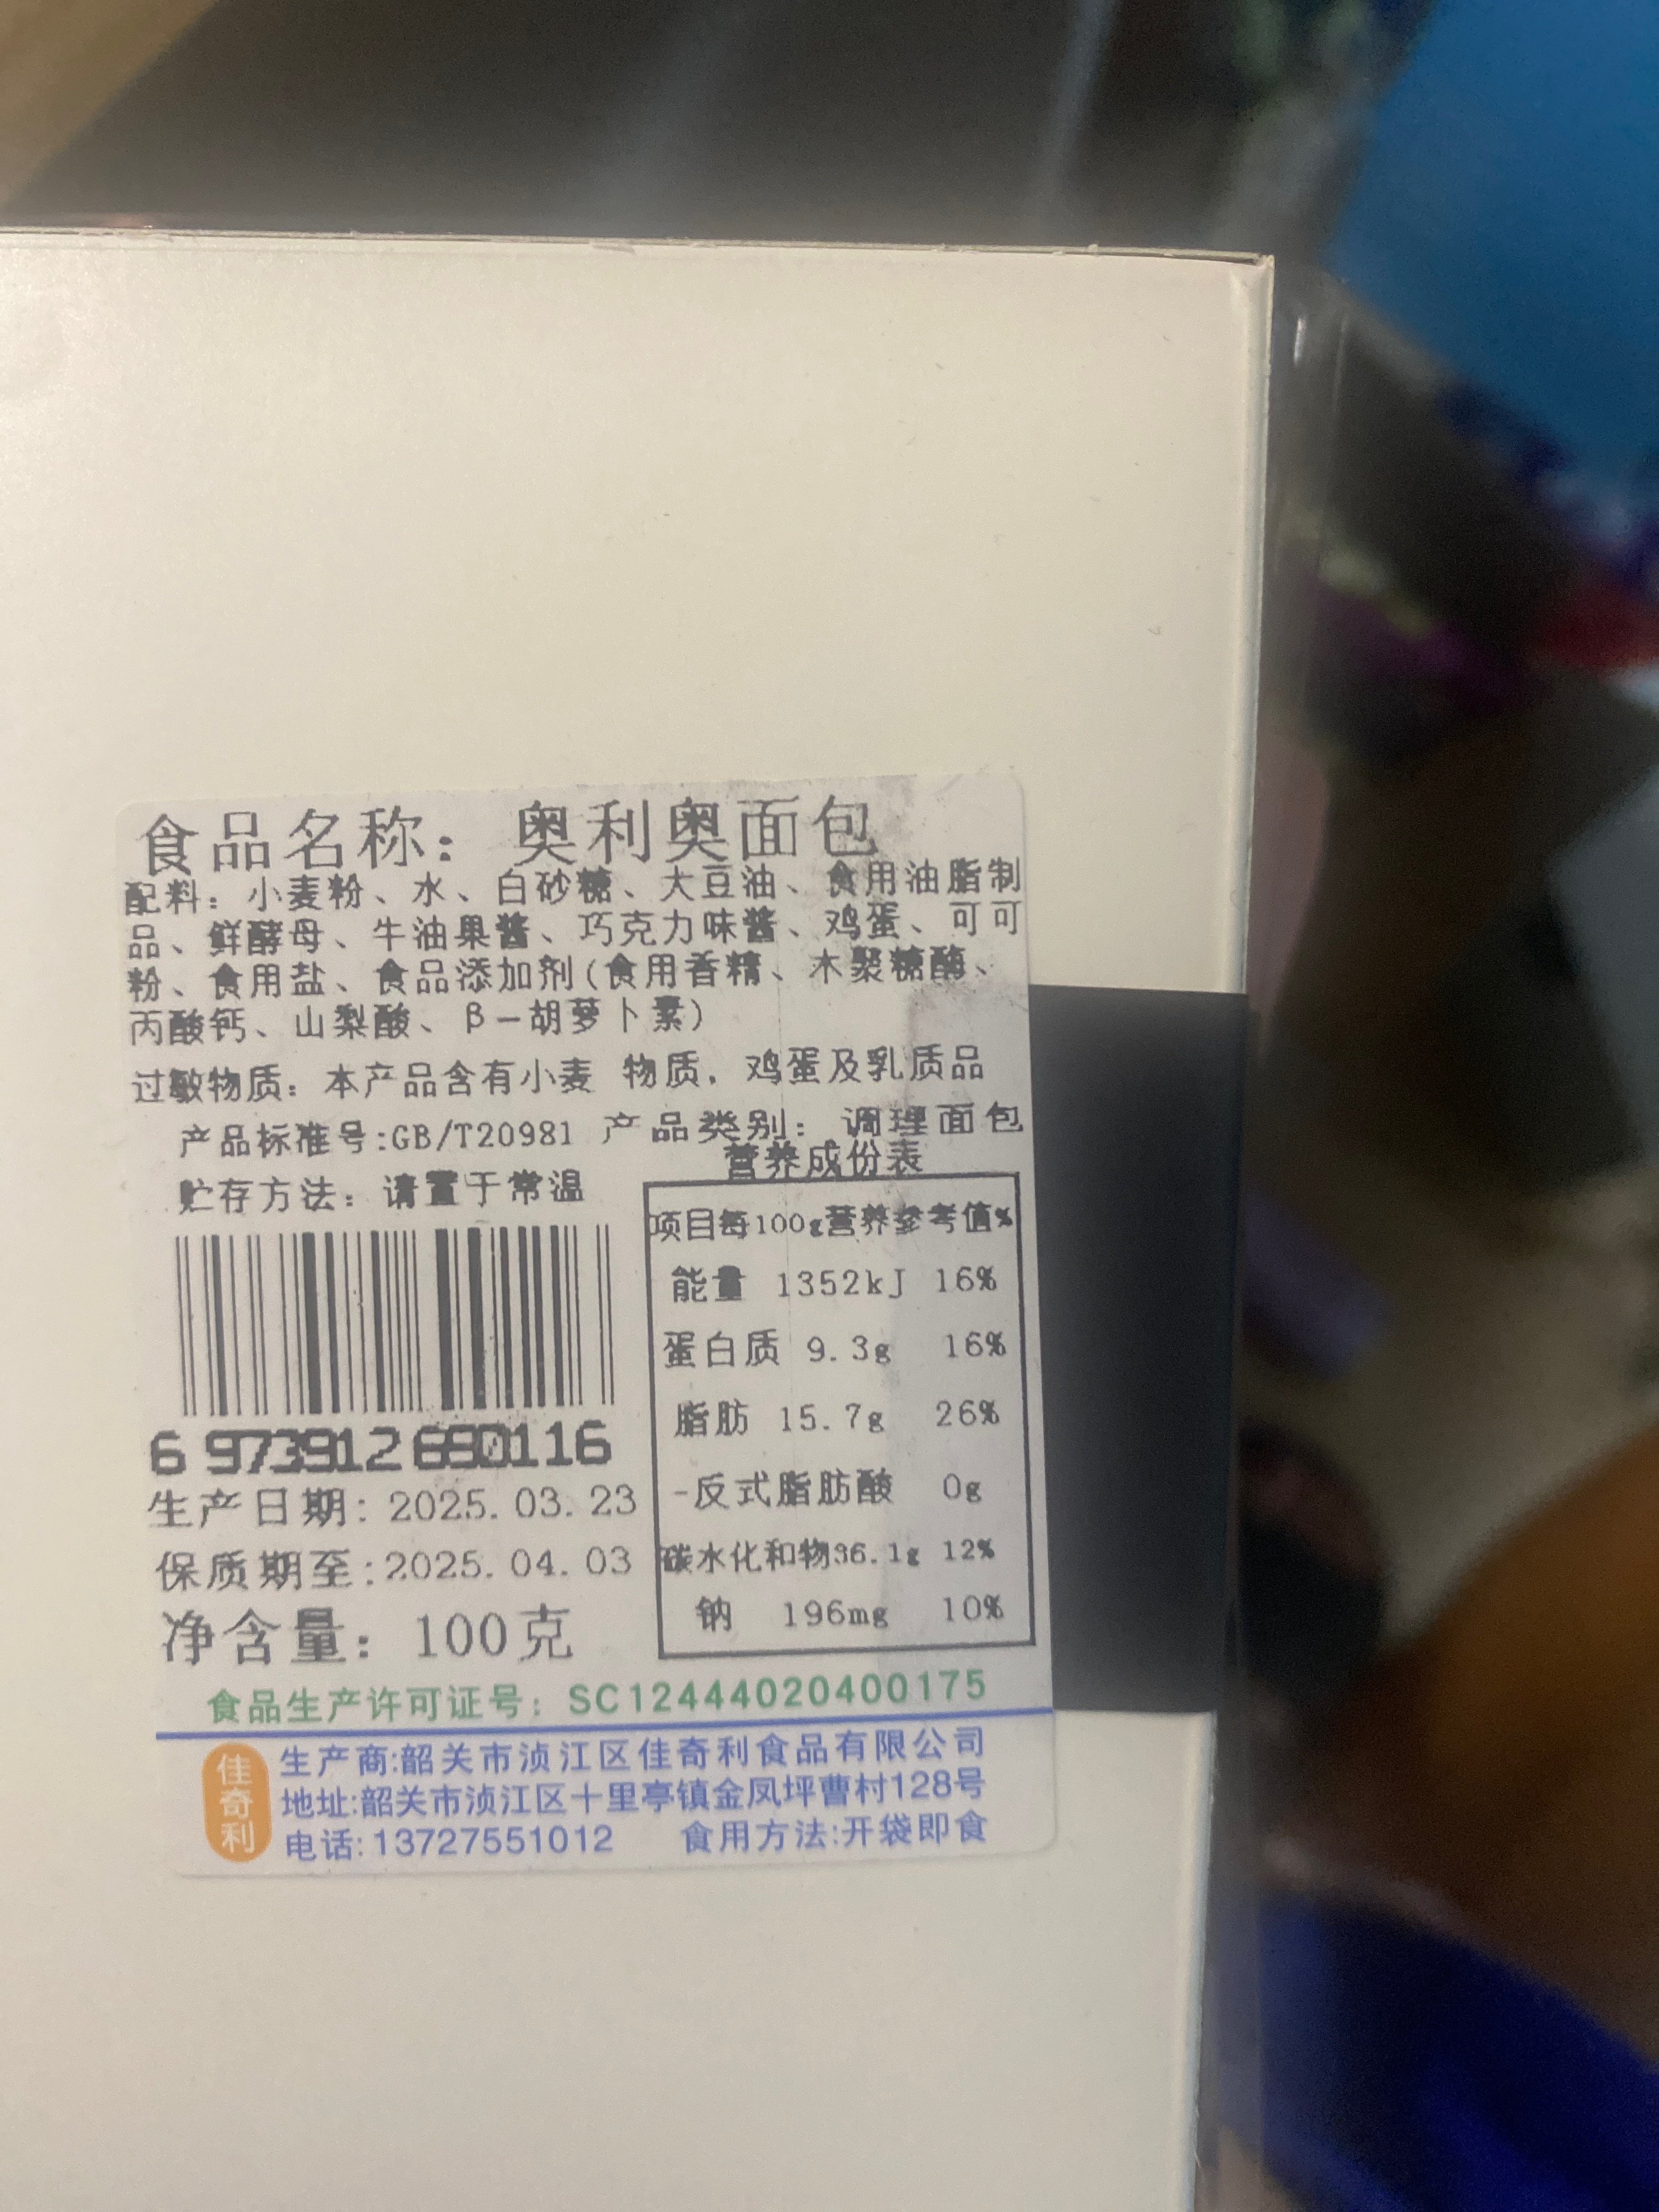 食品名称：奥利奥面包
配料：小麦粉、水、白砂糖、大豆油、食用油脂制
品、鲜酵母、牛油果酱、巧克力味酱、鸡蛋、可可
粉、食用盐、食品添加剂(食用香精、木聚糖酶、
丙酸钙、山梨酸、β－胡萝卜素)
过敏物质：本产品含有小麦 物质，鸡蛋及乳质品
产品标准号:GB/T20981 产品类别：调理面包
贮存方法：请置于常温
营养成份表
项目每100g营养参考值%
能量 1352kJ 16%
蛋白质 9.3g 16%
脂肪 15.7g 26%
-反式脂肪酸 0g
碳水化和物36.1g 12%
钠 196mg 10%
6 973912 690116
生产日期: 2025.03.23
保质期至:2025.04.03
净含量：100克
食品生产许可证号：SC12444020400175
佳奇利
生产商:韶关市浈江区佳奇利食品有限公司
地址:韶关市浈江区十里亭镇金凤坪曹村128号
电话:13727551012 食用方法:开袋即食